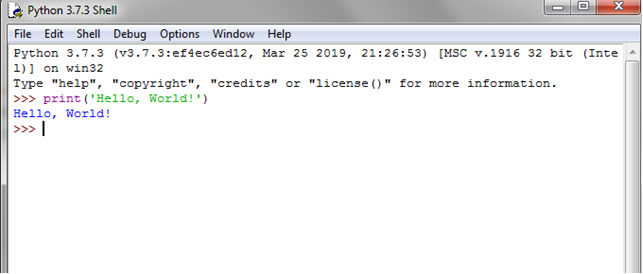 Python 3.7.3 Shell
File Edit Shell Debug Options Window Help
Python 3.7.3 (v3.7.3:ef4ec6ed12, Mar 25 2019, 21:26:53) [MSC v.1916 32 bit (Inte
l)] on win32
Type "help", "copyright", "credits" or "license()" for more information.
>>> print('Hello, World!')
Hello, World!
>>>